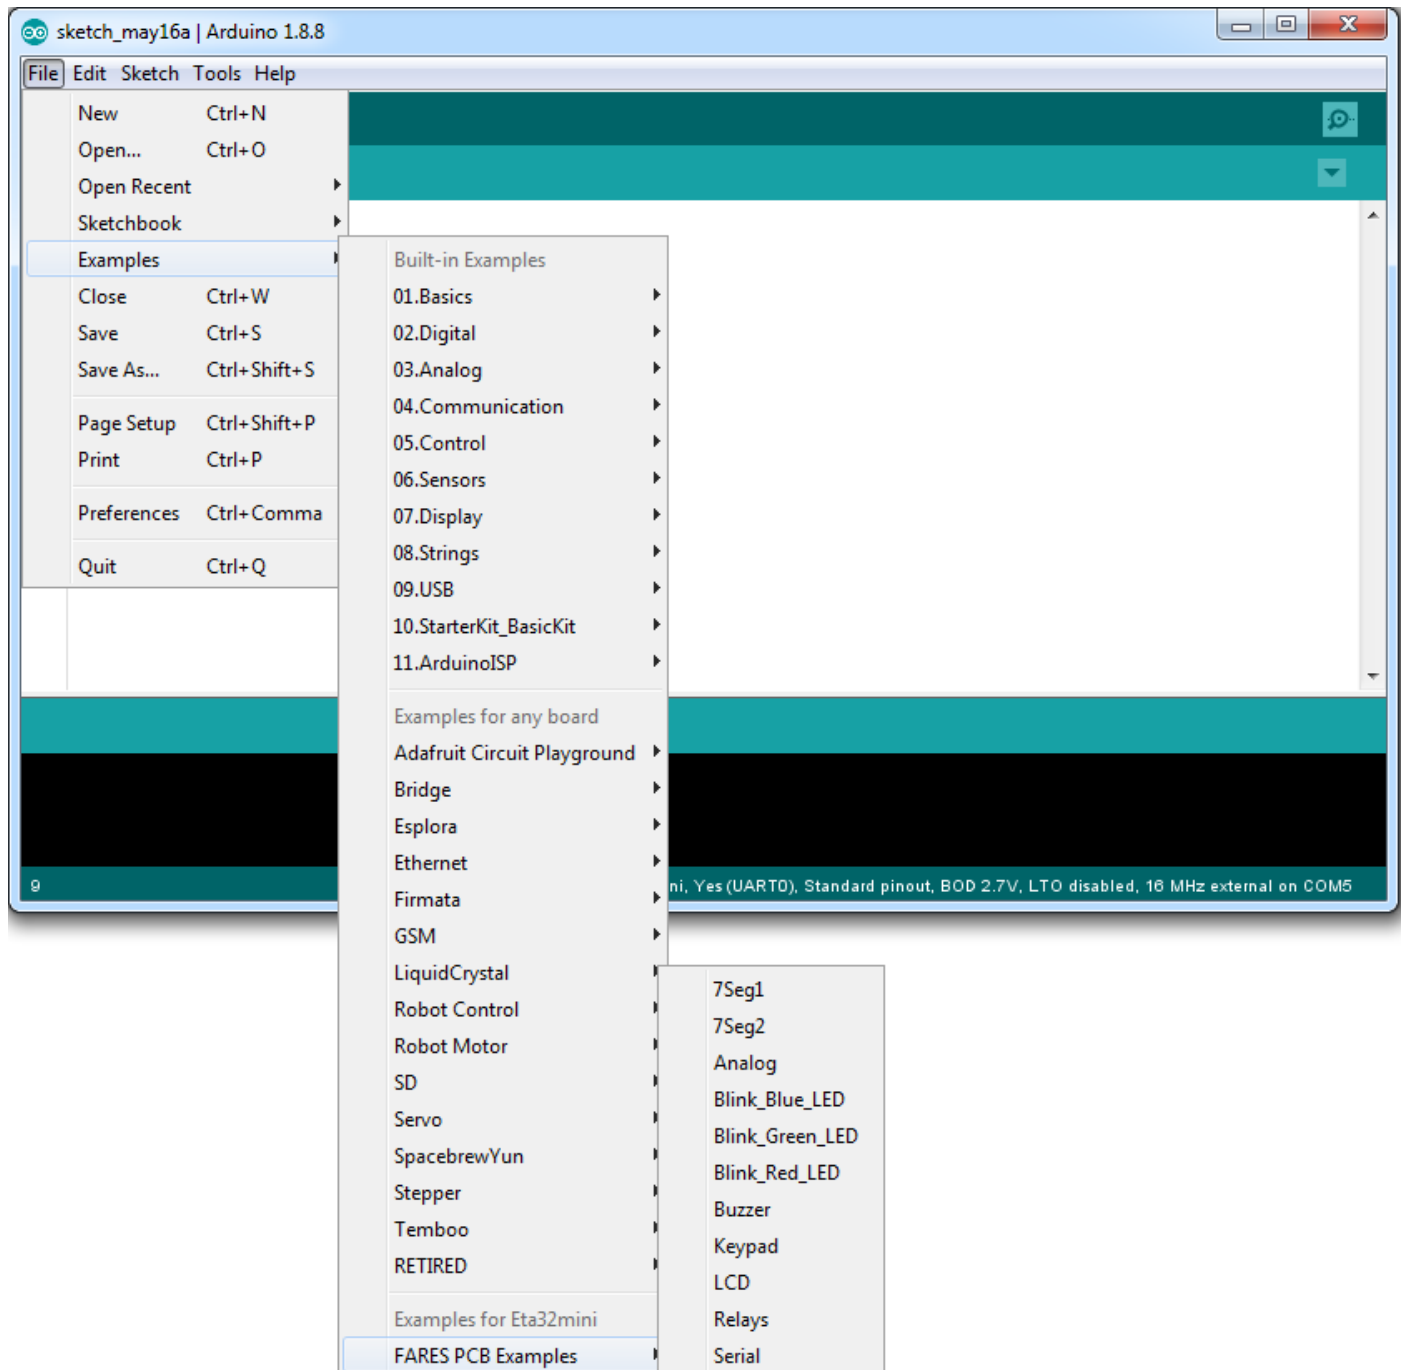 sketch_may16a | Arduino 1.8.8
File Edit Sketch Tools Help
New Ctrl+N
Open... Ctrl+O
Open Recent
Sketchbook
Examples
Close Ctrl+W
Save Ctrl+S
Save As... Ctrl+Shift+S
Page Setup Ctrl+Shift+P
Print Ctrl+P
Preferences Ctrl+Comma
Quit Ctrl+Q
Built-in Examples
01.Basics
02.Digital
03.Analog
04.Communication
05.Control
06.Sensors
07.Display
08.Strings
09.USB
10.StarterKit_BasicKit
11.ArduinoISP
Examples for any board
Adafruit Circuit Playground
Bridge
Esplora
Ethernet
Firmata
GSM
LiquidCrystal
Robot Control
Robot Motor
SD
Servo
SpacebrewYun
Stepper
Temboo
RETIRED
Examples for Eta32mini
FARES PCB Examples
7Seg1
7Seg2
Analog
Blink_Blue_LED
Blink_Green_LED
Blink_Red_LED
Buzzer
Keypad
LCD
Relays
Serial
9
ni, Yes (UART0), Standard pinout, BOD 2.7V, LTO disabled, 16 MHz external on COM5